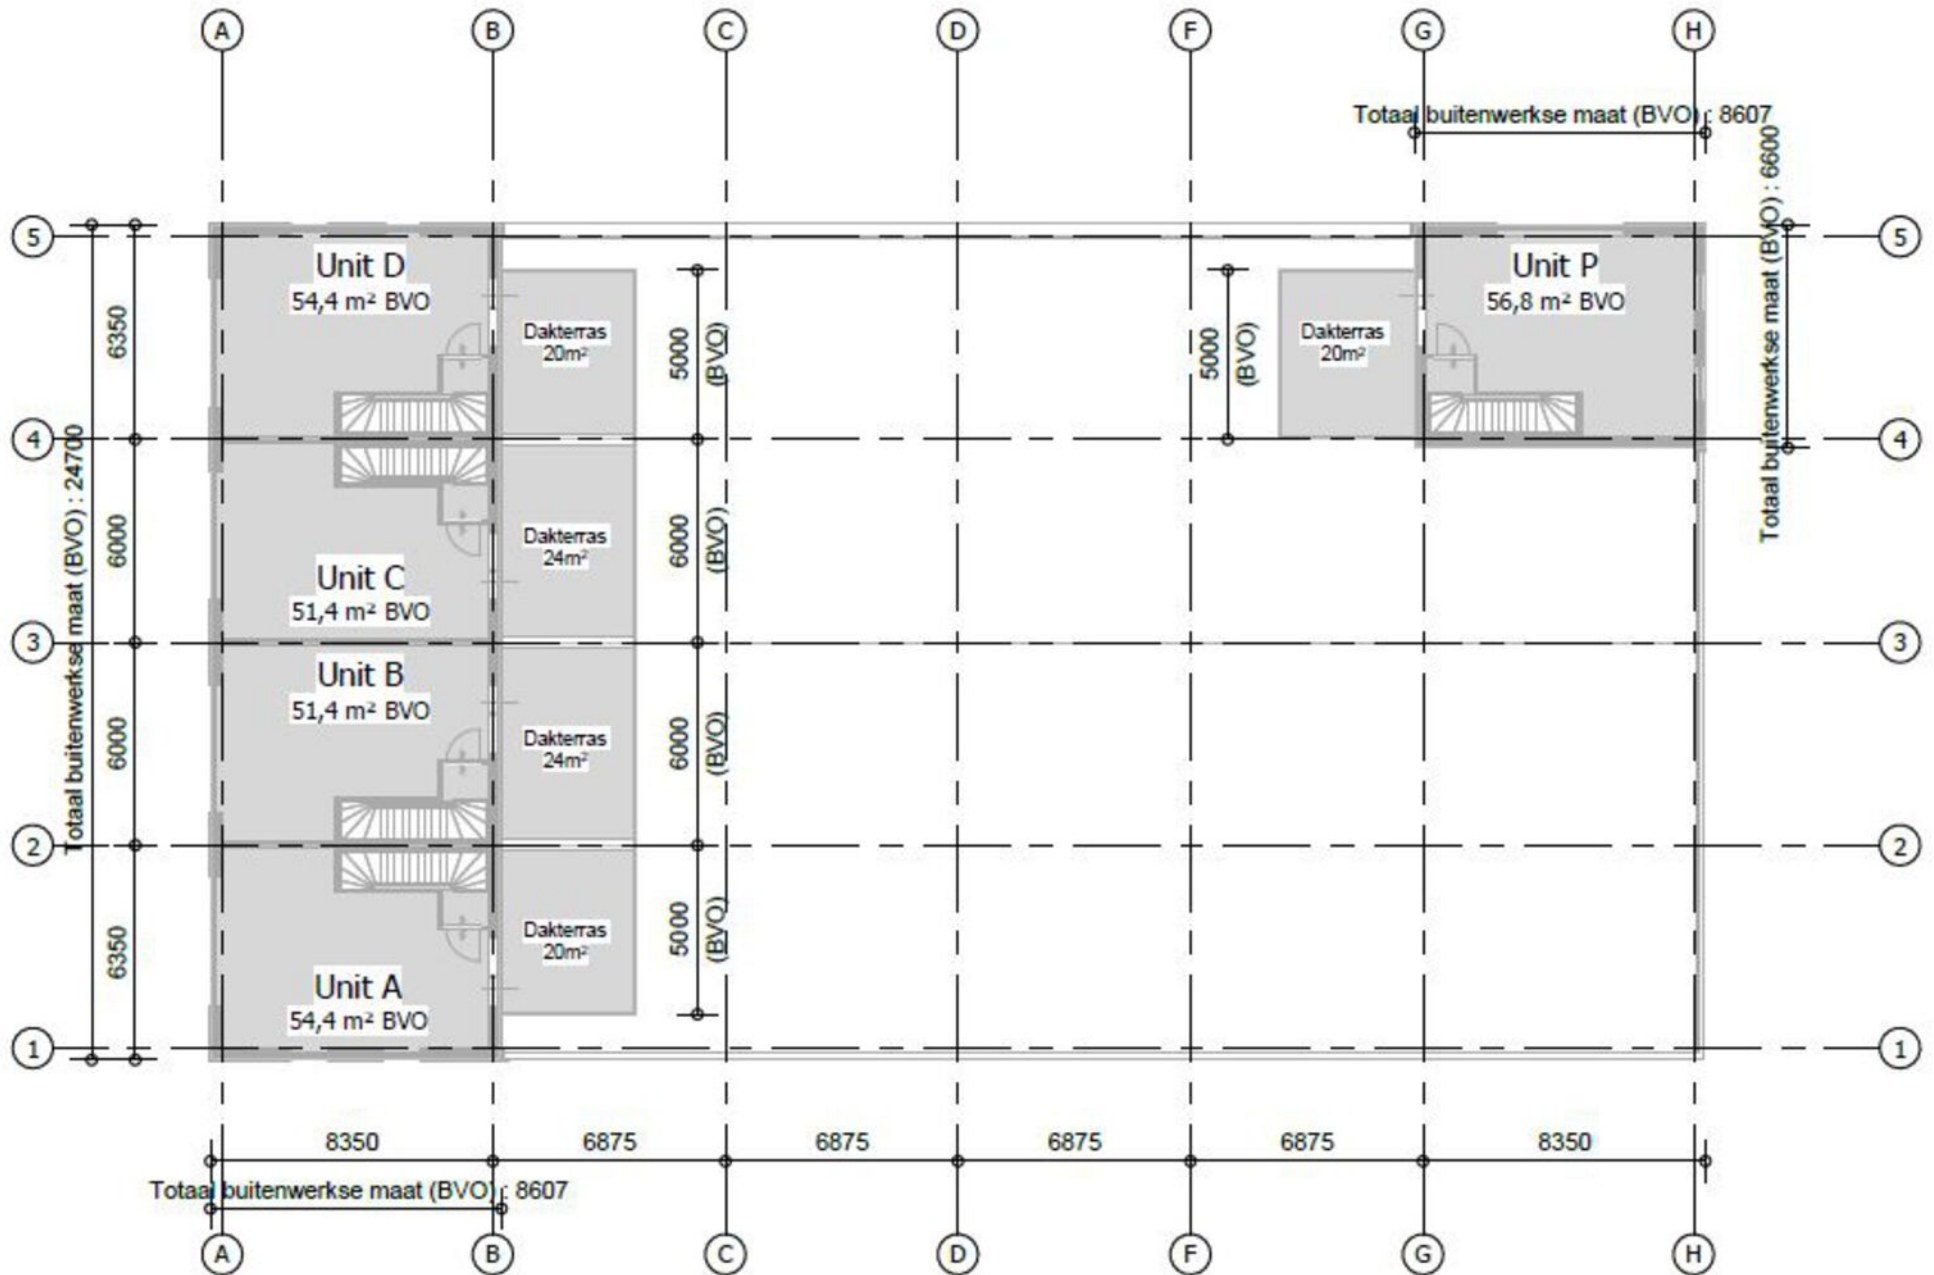 A B C D F G H
Totaal buitenwerkse maat (BVO) : 8607
Totaal buitenwerkse maat (BVO) : 6600
5
5
Unit D
54,4 m² BVO
Unit P
56,8 m² BVO
6350
Dakterras
20m²
5000
(BVO)
5000
(BVO)
Dakterras
20m²
4
4
Totaal buitenwerkse maat (BVO) : 24700
6000
Dakterras
24m²
6000
(BVO)
Unit C
51,4 m² BVO
3
3
Unit B
51,4 m² BVO
6000
Dakterras
24m²
6000
(BVO)
2
2
6350
Dakterras
20m²
5000
(BVO)
Unit A
54,4 m² BVO
1
1
8350 6875 6875 6875 6875 8350
Totaal buitenwerkse maat (BVO) : 8607
A B C D F G H